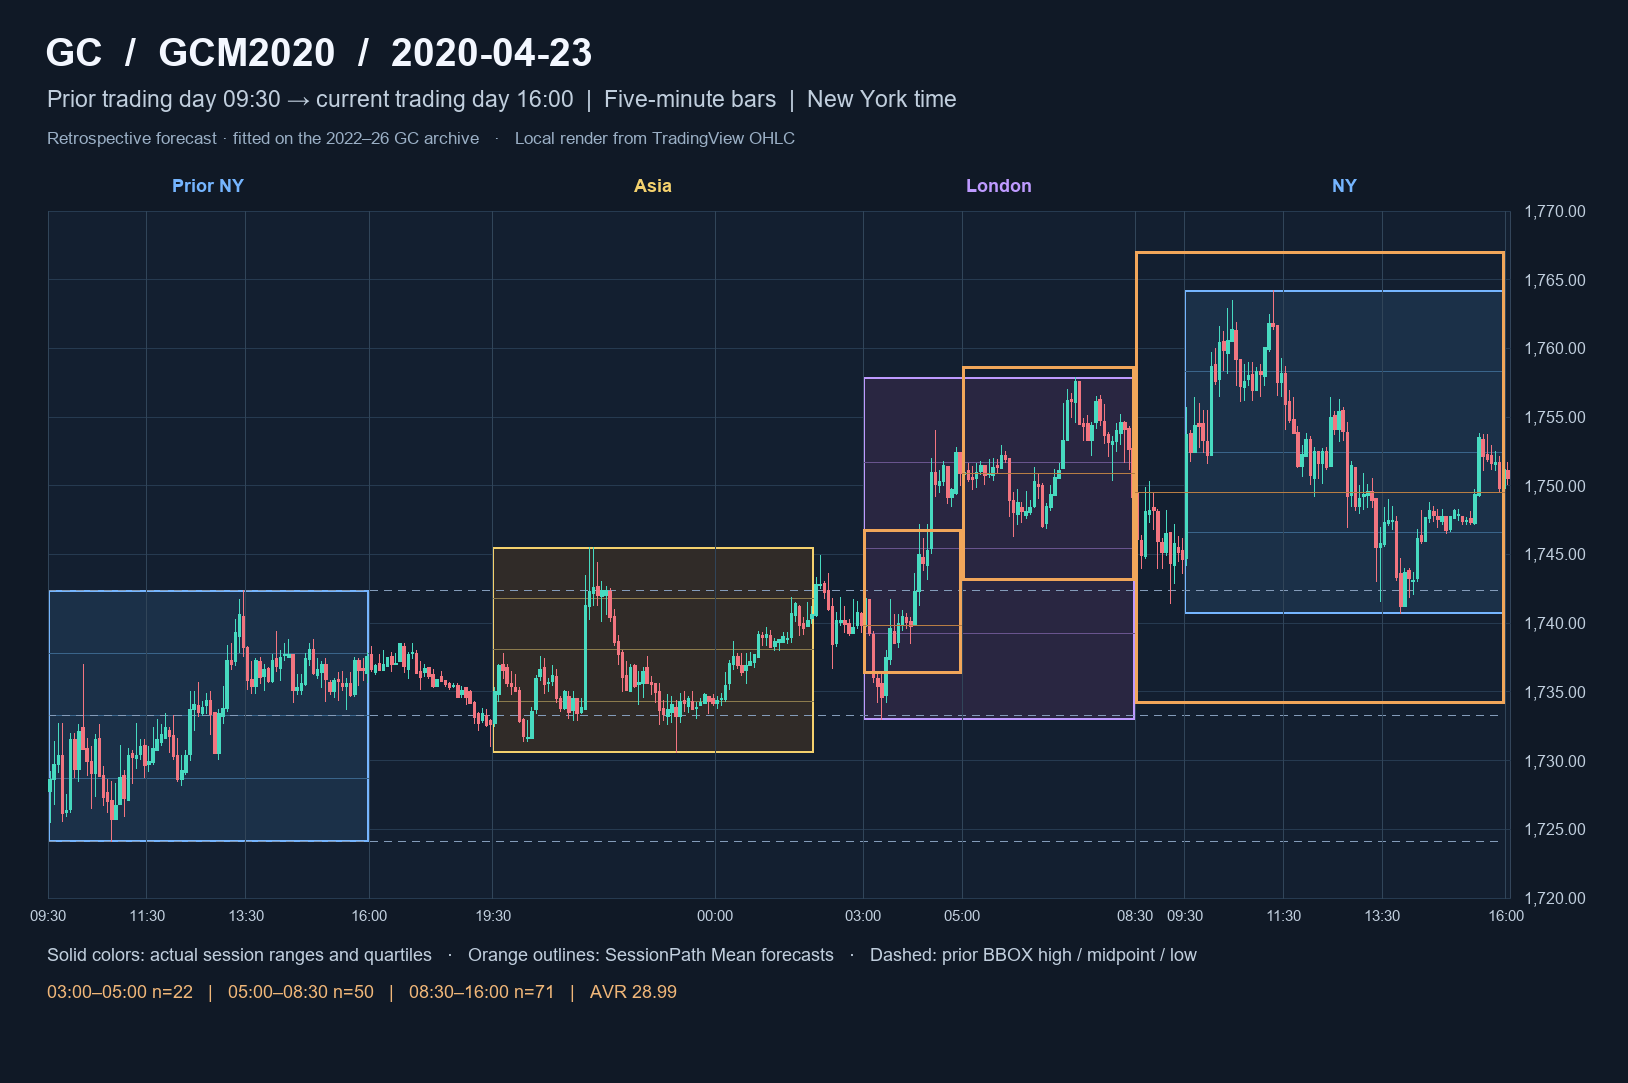 GC / GCM2020 / 2020-04-23
Prior trading day 09:30 → current trading day 16:00 | Five-minute bars | New York time
Retrospective forecast · fitted on the 2022–26 GC archive · Local render from TradingView OHLC
Prior NY Asia London NY
1,770.00
1,765.00
1,760.00
1,755.00
1,750.00
1,745.00
1,740.00
1,735.00
1,730.00
1,725.00
1,720.00
09:30 11:30 13:30 16:00 19:30 00:00 03:00 05:00 08:30 09:30 11:30 13:30 16:00
Solid colors: actual session ranges and quartiles · Orange outlines: SessionPath Mean forecasts · Dashed: prior BBOX high / midpoint / low
03:00–05:00 n=22 | 05:00–08:30 n=50 | 08:30–16:00 n=71 | AVR 28.99